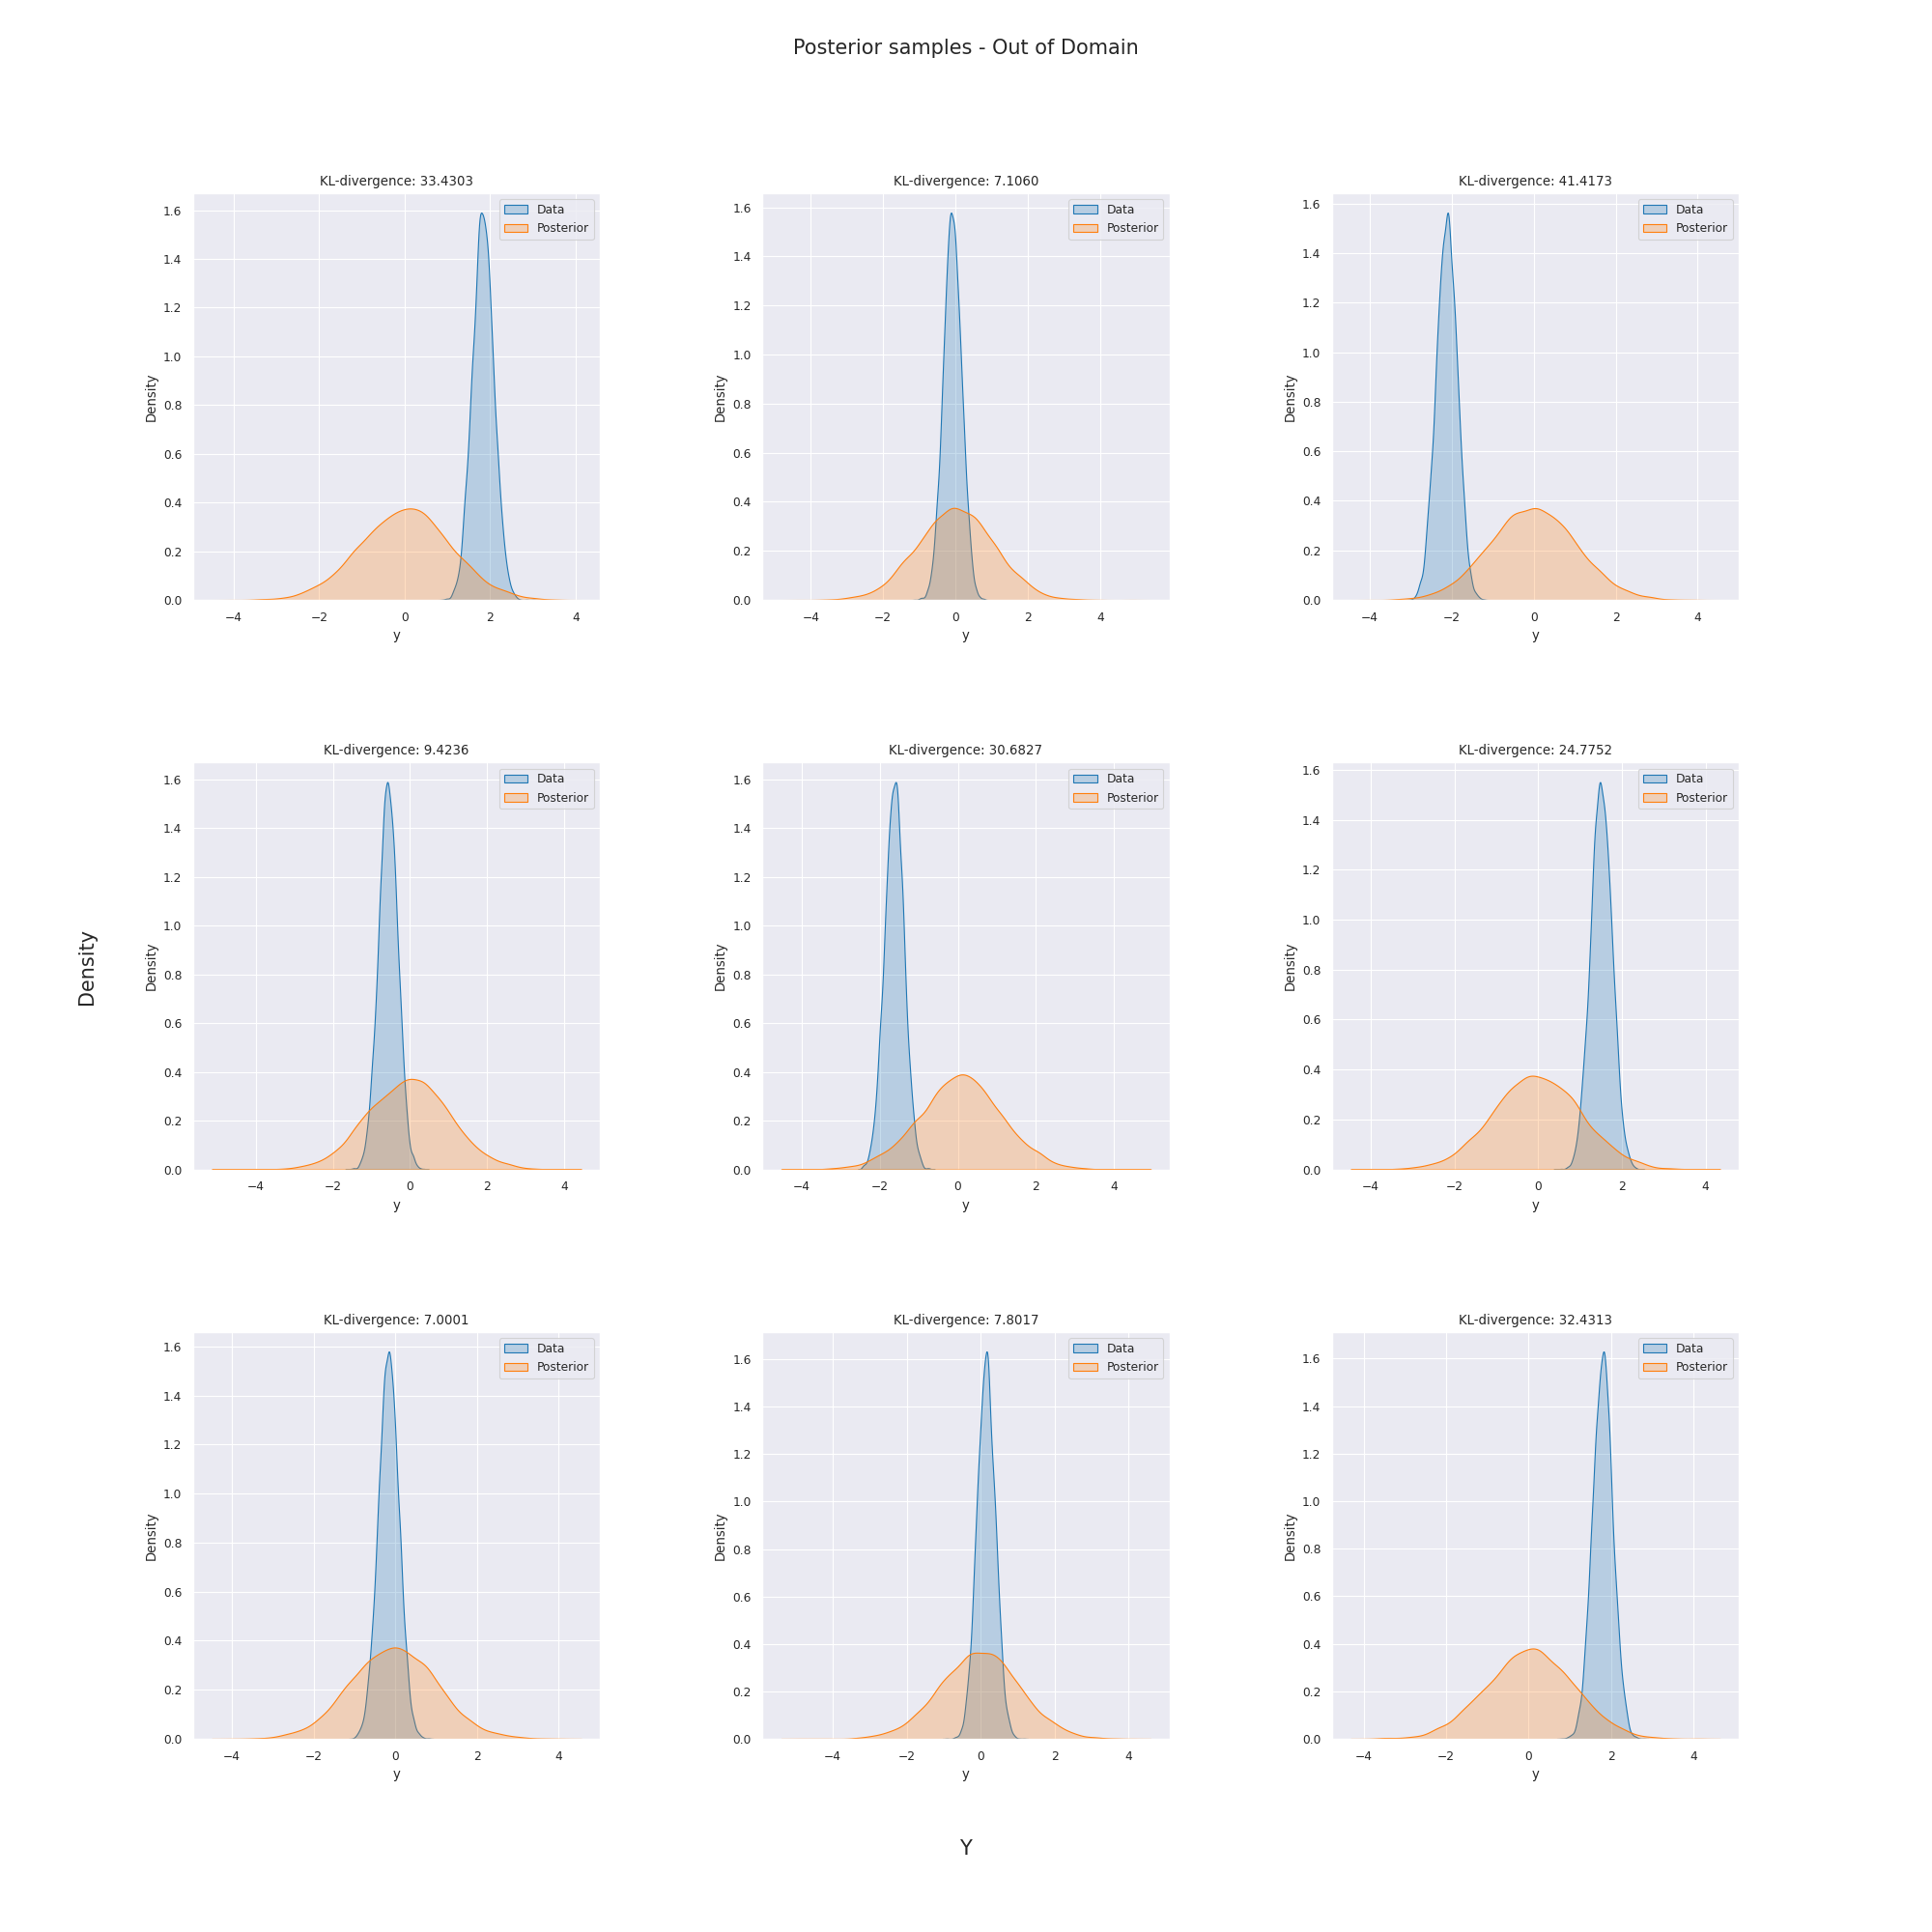 Posterior samples - Out of Domain
KL-divergence: 33.4303
1.6
1.4
1.2
1.0
0.8
0.6
0.4
0.2
0.0
Density
Data
Posterior
−4 −2 0 2 4
y
KL-divergence: 7.1060
1.6
1.4
1.2
1.0
0.8
0.6
0.4
0.2
0.0
Density
Data
Posterior
−4 −2 0 2 4
y
KL-divergence: 41.4173
1.6
1.4
1.2
1.0
0.8
0.6
0.4
0.2
0.0
Density
Data
Posterior
−4 −2 0 2 4
y
Density
KL-divergence: 9.4236
1.6
1.4
1.2
1.0
0.8
0.6
0.4
0.2
0.0
Density
Data
Posterior
−4 −2 0 2 4
y
KL-divergence: 30.6827
1.6
1.4
1.2
1.0
0.8
0.6
0.4
0.2
0.0
Density
Data
Posterior
−4 −2 0 2 4
y
KL-divergence: 24.7752
1.6
1.4
1.2
1.0
0.8
0.6
0.4
0.2
0.0
Density
Data
Posterior
−4 −2 0 2 4
y
KL-divergence: 7.0001
1.6
1.4
1.2
1.0
0.8
0.6
0.4
0.2
0.0
Density
Data
Posterior
−4 −2 0 2 4
y
KL-divergence: 7.8017
1.6
1.4
1.2
1.0
0.8
0.6
0.4
0.2
0.0
Density
Data
Posterior
−4 −2 0 2 4
y
KL-divergence: 32.4313
1.6
1.4
1.2
1.0
0.8
0.6
0.4
0.2
0.0
Density
Data
Posterior
−4 −2 0 2 4
y
Y